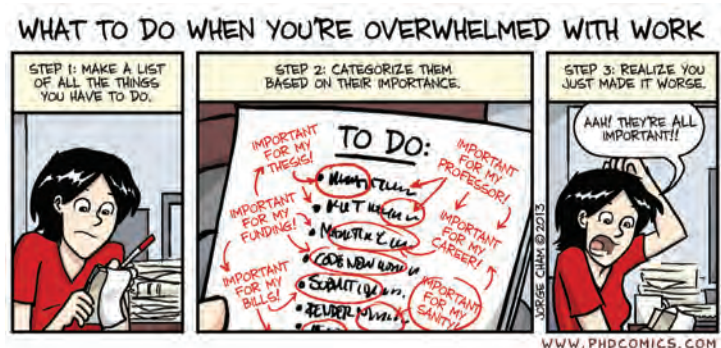 WHAT TO DO WHEN YOU'RE OVERWHELMED WITH WORK
STEP 1: MAKE A LIST
OF ALL THE THINGS
YOU HAVE TO DO.
STEP 2: CATEGORIZE THEM
BASED ON THEIR IMPORTANCE.
TO DO:
IMPORTANT
FOR MY
THESIS!
IMPORTANT
FOR MY
FUNDING!
IMPORTANT
FOR MY
BILLS!
IMPORTANT
FOR MY
PROFESSOR!
IMPORTANT
FOR MY
CAREER!
IMPORTANT
FOR MY
SANITY!
JORGE CHAM © 2013
STEP 3: REALIZE YOU
JUST MADE IT WORSE.
AAH! THEY'RE ALL
IMPORTANT!!
WWW.PHDCOMICS.COM